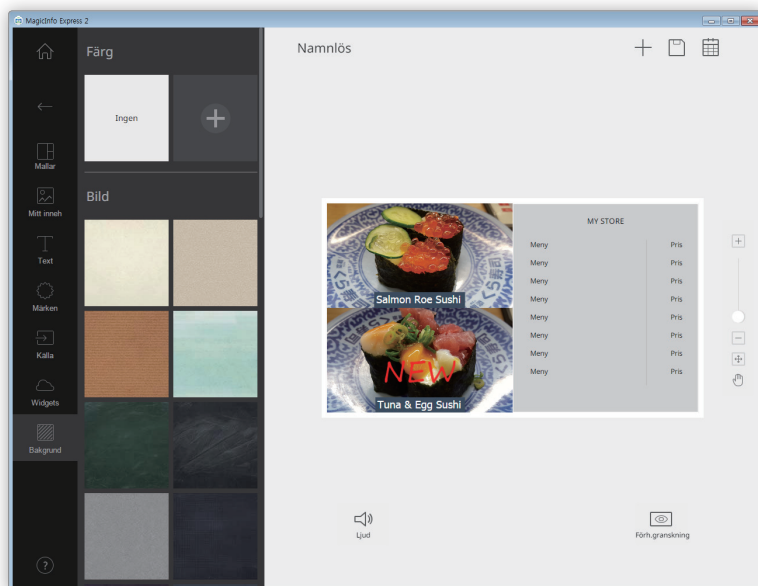 MagicInfo Express 2
Färg
Ingen
Bild
Mallar
Mitt inneh
Text
Märken
Källa
Widgets
Bakgrund
?
Namnlös
Salmon Roe Sushi
NEW
Tuna & Egg Sushi
MY STORE
Meny Pris
Meny Pris
Meny Pris
Meny Pris
Meny Pris
Meny Pris
Meny Pris
Meny Pris
Ljud
Förh.granskning